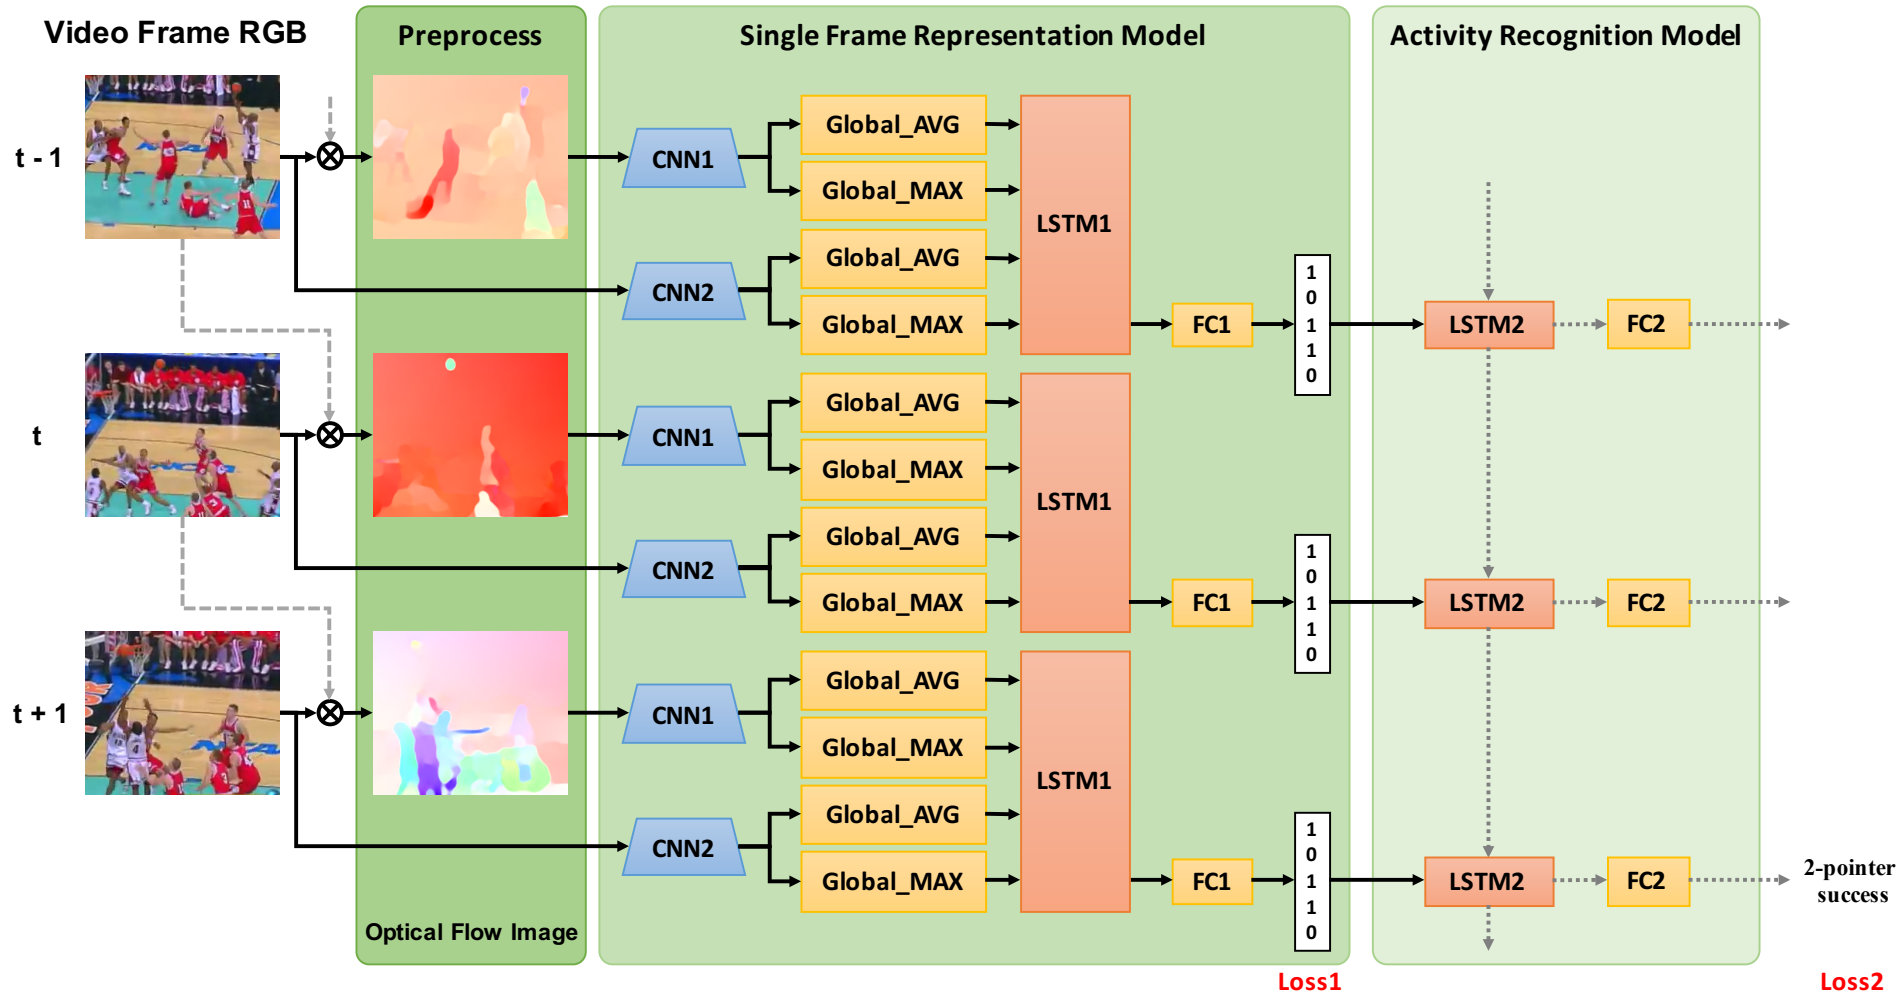 Video Frame RGB
Preprocess
Single Frame Representation Model
Activity Recognition Model
t - 1
CNN1
Global_AVG
Global_MAX
CNN2
Global_AVG
Global_MAX
LSTM1
FC1
1
0
1
1
0
LSTM2
FC2
t
CNN1
Global_AVG
Global_MAX
CNN2
Global_AVG
Global_MAX
LSTM1
FC1
1
0
1
1
0
LSTM2
FC2
t + 1
CNN1
Global_AVG
Global_MAX
CNN2
Global_AVG
Global_MAX
LSTM1
FC1
1
0
1
1
0
LSTM2
FC2
2-pointer
success
Optical Flow Image
Loss1
Loss2